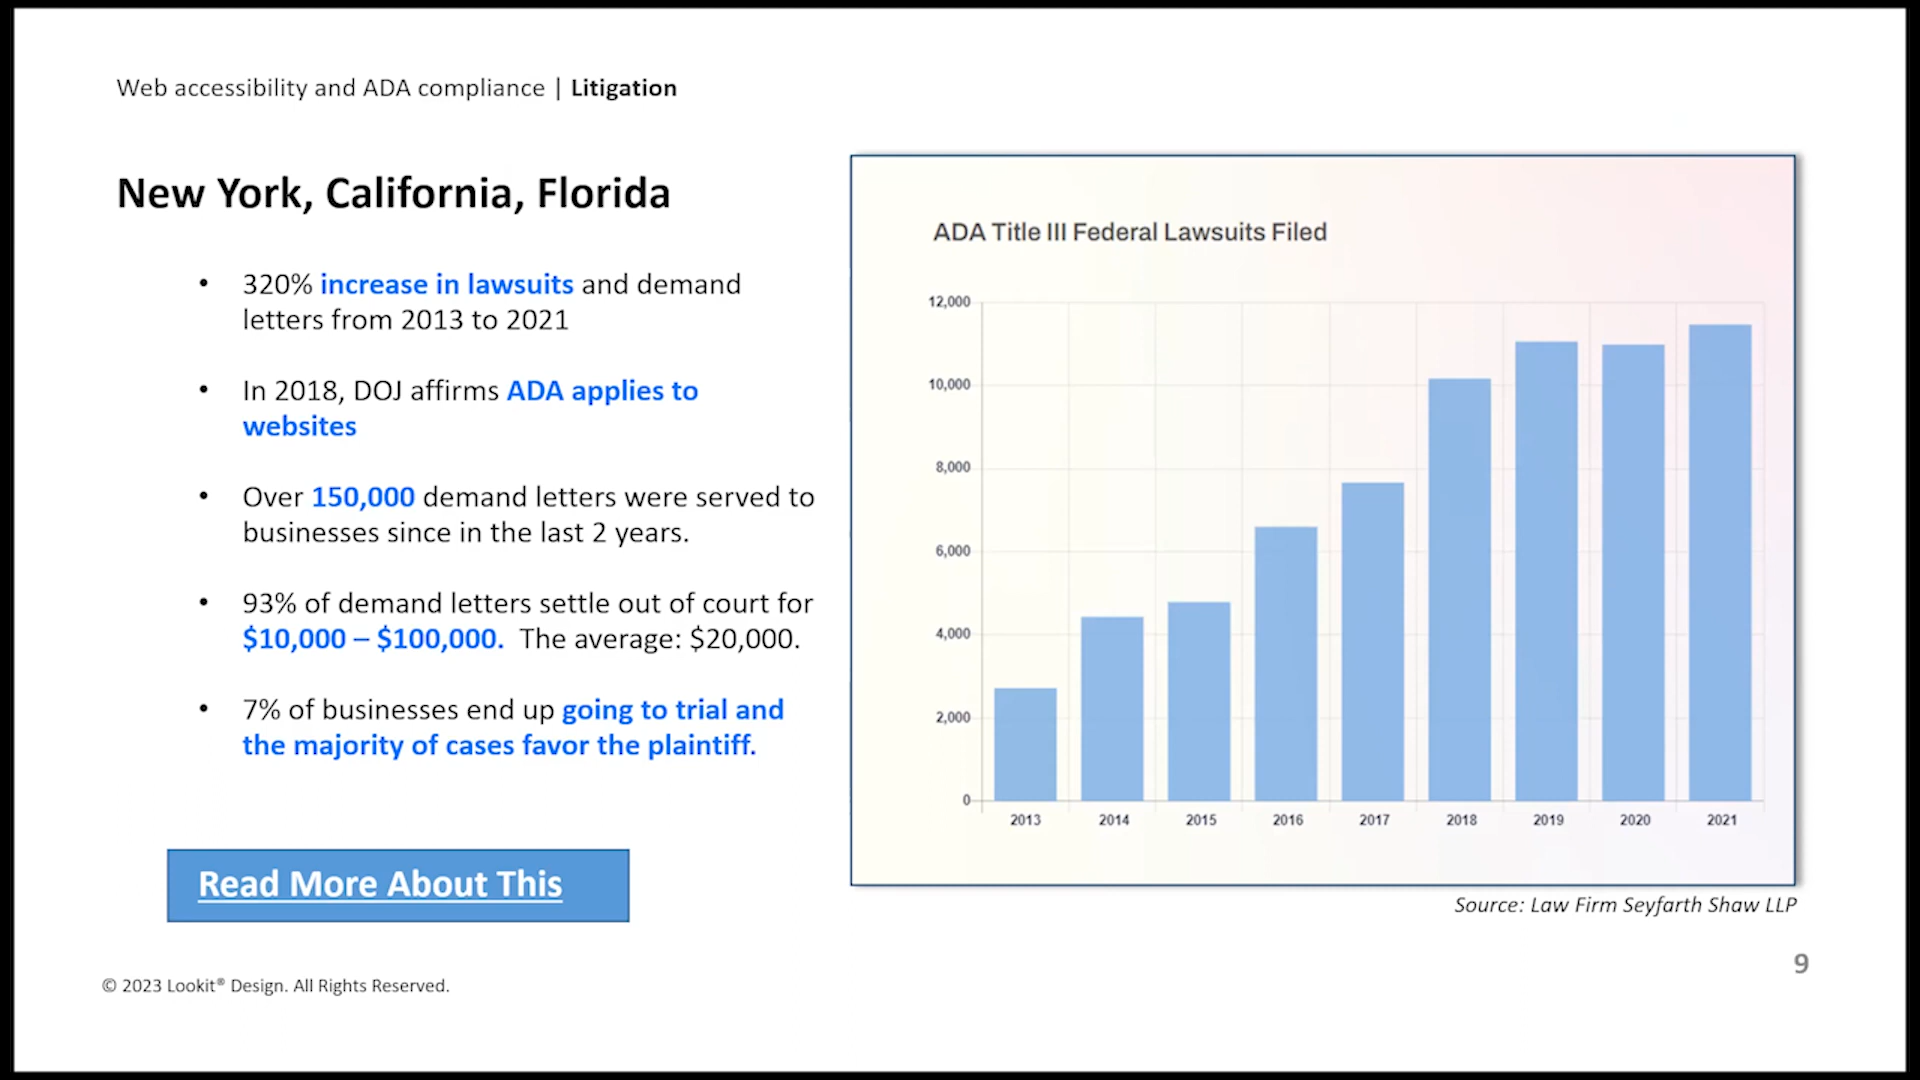 Web accessibility and ADA compliance | Litigation
New York, California, Florida
• 320% increase in lawsuits and demand
letters from 2013 to 2021
• In 2018, DOJ affirms ADA applies to
websites
• Over 150,000 demand letters were served to
businesses since in the last 2 years.
• 93% of demand letters settle out of court for
$10,000 – $100,000. The average: $20,000.
• 7% of businesses end up going to trial and
the majority of cases favor the plaintiff.
Read More About This
ADA Title III Federal Lawsuits Filed
12,000
10,000
8,000
6,000
4,000
2,000
0
2013 2014 2015 2016 2017 2018 2019 2020 2021
Source: Law Firm Seyfarth Shaw LLP
9
© 2023 Lookit® Design. All Rights Reserved.